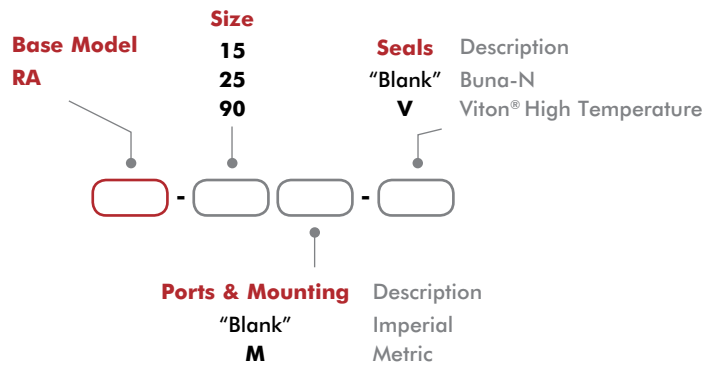 Size
Base Model 15 Seals Description
RA 25 “Blank” Buna-N
90 V Viton® High Temperature
- -
Ports & Mounting Description
“Blank” Imperial
M Metric